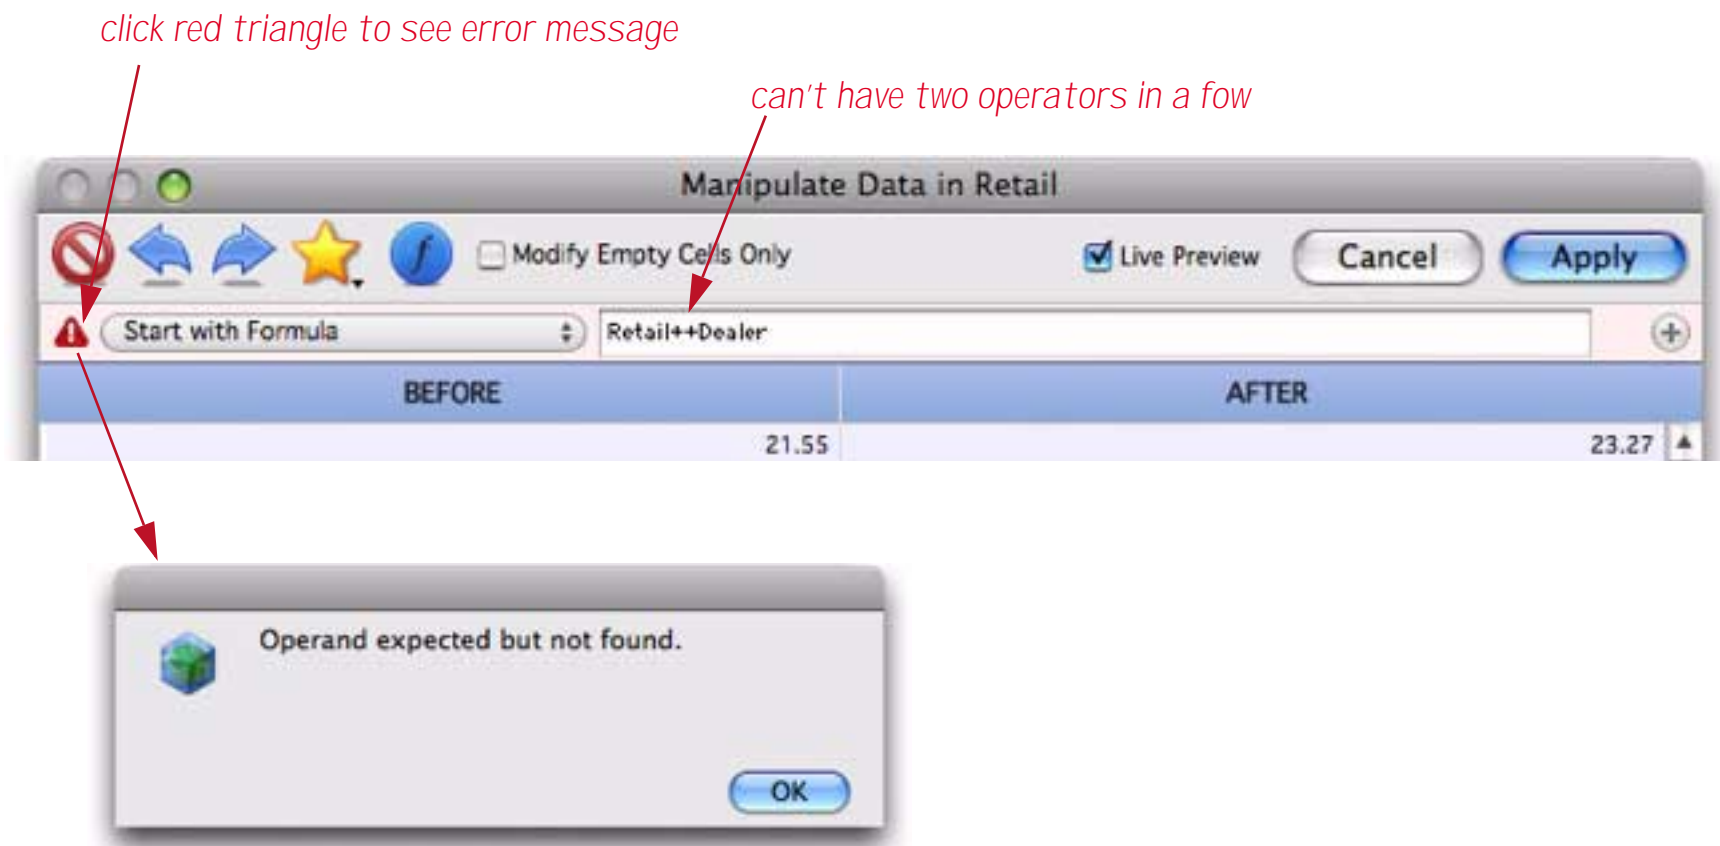 click red triangle to see error message
can't have two operators in a fow
Manipulate Data in Retail
f Modify Empty Cells Only Live Preview Cancel Apply
Start with Formula Retail++Dealer
BEFORE AFTER
21.55 23.27
Operand expected but not found.
OK